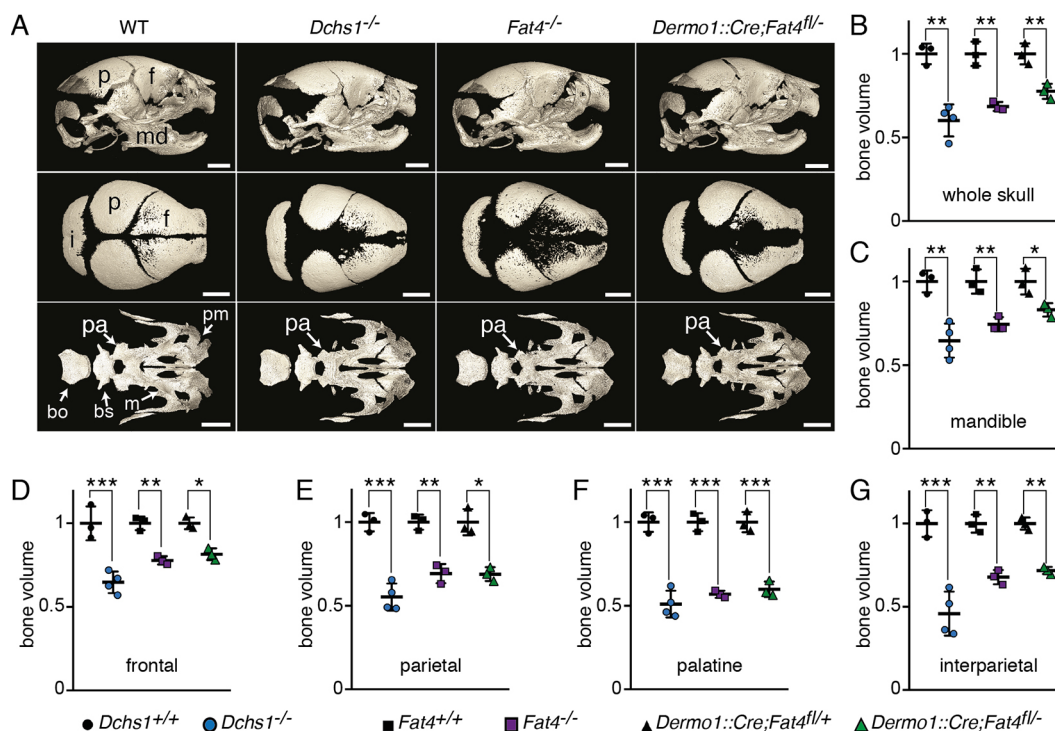 A
WT
Dchs1-/-
Fat4-/-
Dermo1::Cre;Fat4fl/-
p
f
md
p
f
i
pa
pm
bo
bs
m
pa
pa
pa
B
**
**
**
1
0.5
0
bone volume
whole skull
C
**
**
*
1
0.5
0
bone volume
mandible
D
***
**
*
1
0.5
0
bone volume
frontal
E
***
**
*
1
0.5
0
bone volume
parietal
F
***
***
***
1
0.5
0
bone volume
palatine
G
***
**
**
1
0.5
0
bone volume
interparietal
Dchs1+/+
Dchs1-/-
Fat4+/+
Fat4-/-
Dermo1::Cre;Fat4fl/+
Dermo1::Cre;Fat4fl/-